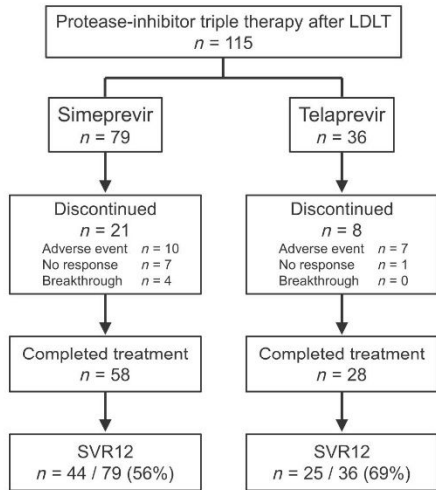 Protease-inhibitor triple therapy after LDLT
n = 115
Simeprevir
n = 79
Telaprevir
n = 36
Discontinued
n = 21
Adverse event n = 10
No response n = 7
Breakthrough n = 4
Discontinued
n = 8
Adverse event n = 7
No response n = 1
Breakthrough n = 0
Completed treatment
n = 58
Completed treatment
n = 28
SVR12
n = 44 / 79 (56%)
SVR12
n = 25 / 36 (69%)